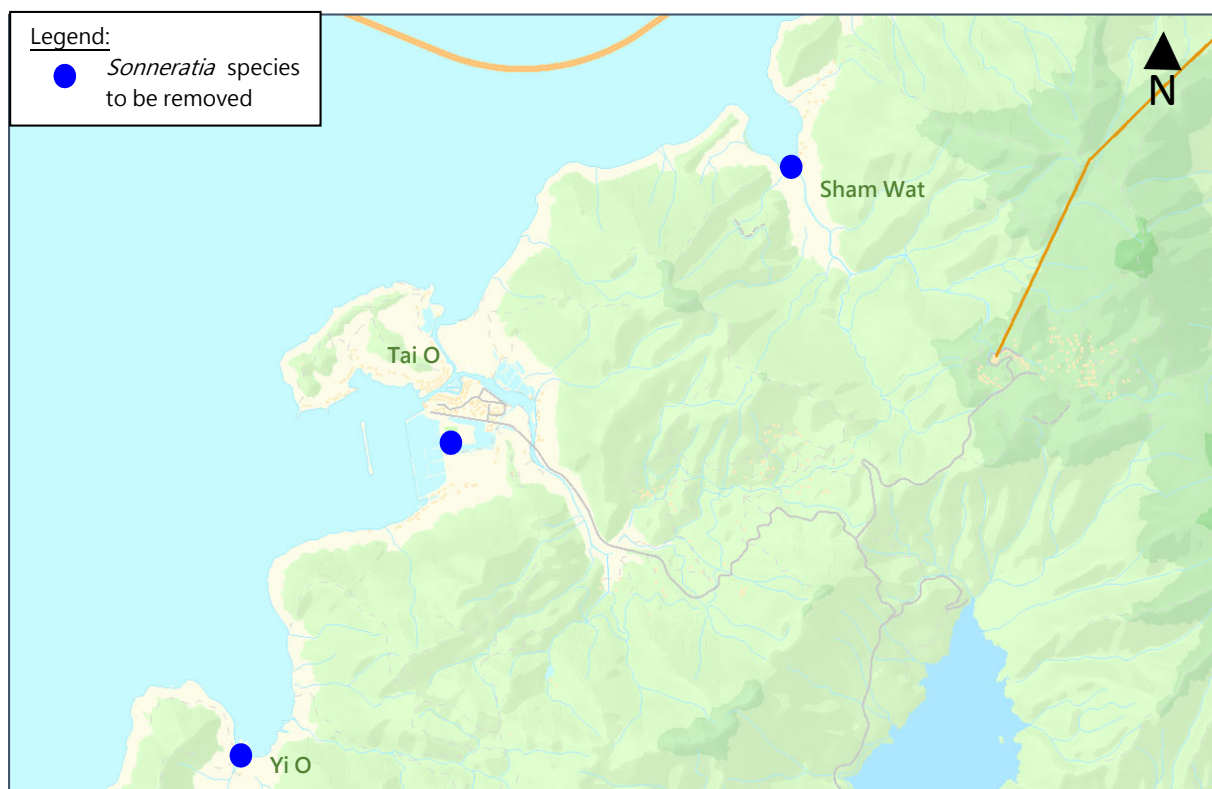 Legend:
Sonneratia species
to be removed
N
Sham Wat
Tai O
Yi O